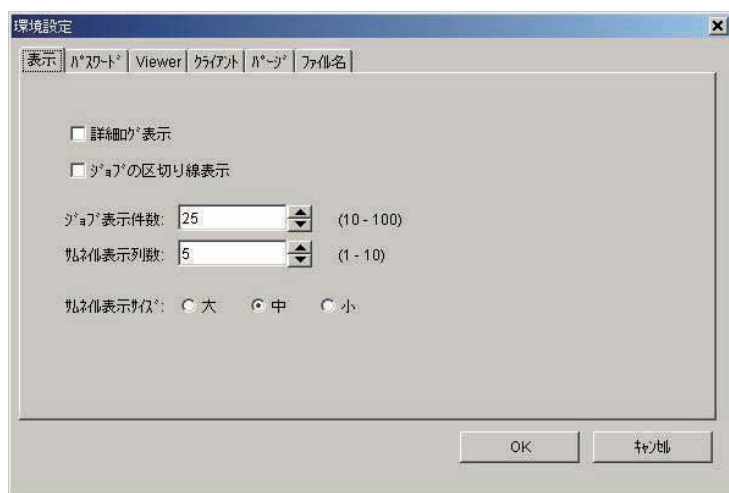 環境設定
表示 ﾊﾟｽﾜｰﾄﾞ Viewer ｸﾗｲｱﾝﾄ ﾊﾟｰｼﾞ ﾌｧｲﾙ名
詳細ﾛｸﾞ表示
ｼﾞｮﾌﾞの区切り線表示
ｼﾞｮﾌﾞ表示件数: 25 (10 - 100)
ｻﾑﾈｲﾙ表示列数: 5 (1 - 10)
ｻﾑﾈｲﾙ表示ｻｲｽﾞ: 大 中 小
OK ｷｬﾝｾﾙ